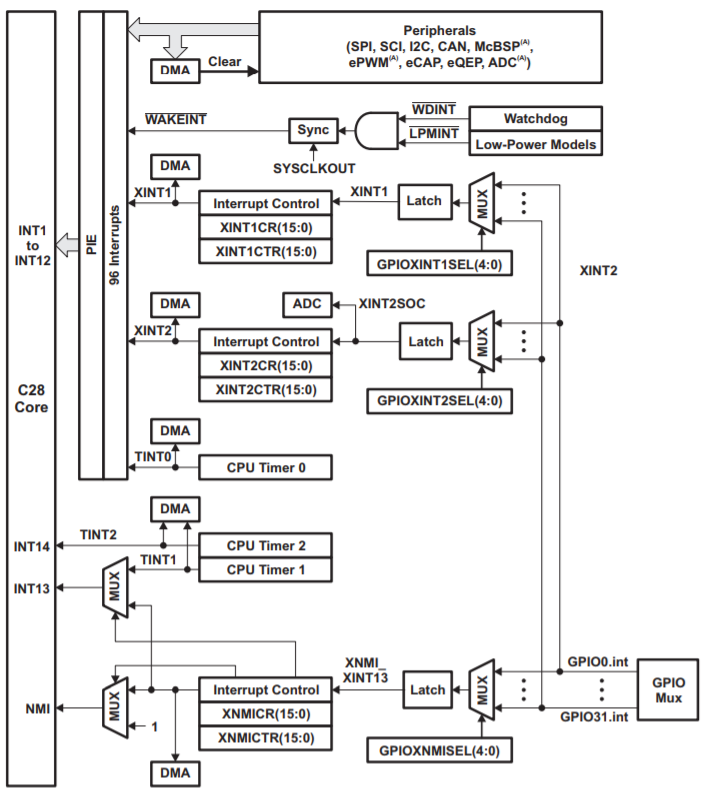 Peripherals
(SPI, SCI, I2C, CAN, McBSP(A),
ePWM(A), eCAP, eQEP, ADC(A))
DMA
Clear
WAKEINT
Sync
SYSCLKOUT
WDINT
LPMINT
Watchdog
Low-Power Models
DMA
XINT1
Interrupt Control
XINT1CR(15:0)
XINT1CTR(15:0)
XINT1
Latch
MUX
GPIOXINT1SEL(4:0)
INT1
to
INT12
PIE
96 Interrupts
XINT2
DMA
XINT2
ADC
XINT2SOC
Interrupt Control
XINT2CR(15:0)
XINT2CTR(15:0)
Latch
MUX
GPIOXINT2SEL(4:0)
C28
Core
DMA
TINT0
CPU Timer 0
DMA
INT14
TINT2
CPU Timer 2
TINT1
CPU Timer 1
INT13
MUX
XNMI_
XINT13
Interrupt Control
XNMICR(15:0)
XNMICTR(15:0)
Latch
MUX
GPIOXNMISEL(4:0)
GPIO0.int
GPIO31.int
GPIO
Mux
NMI
MUX
1
DMA